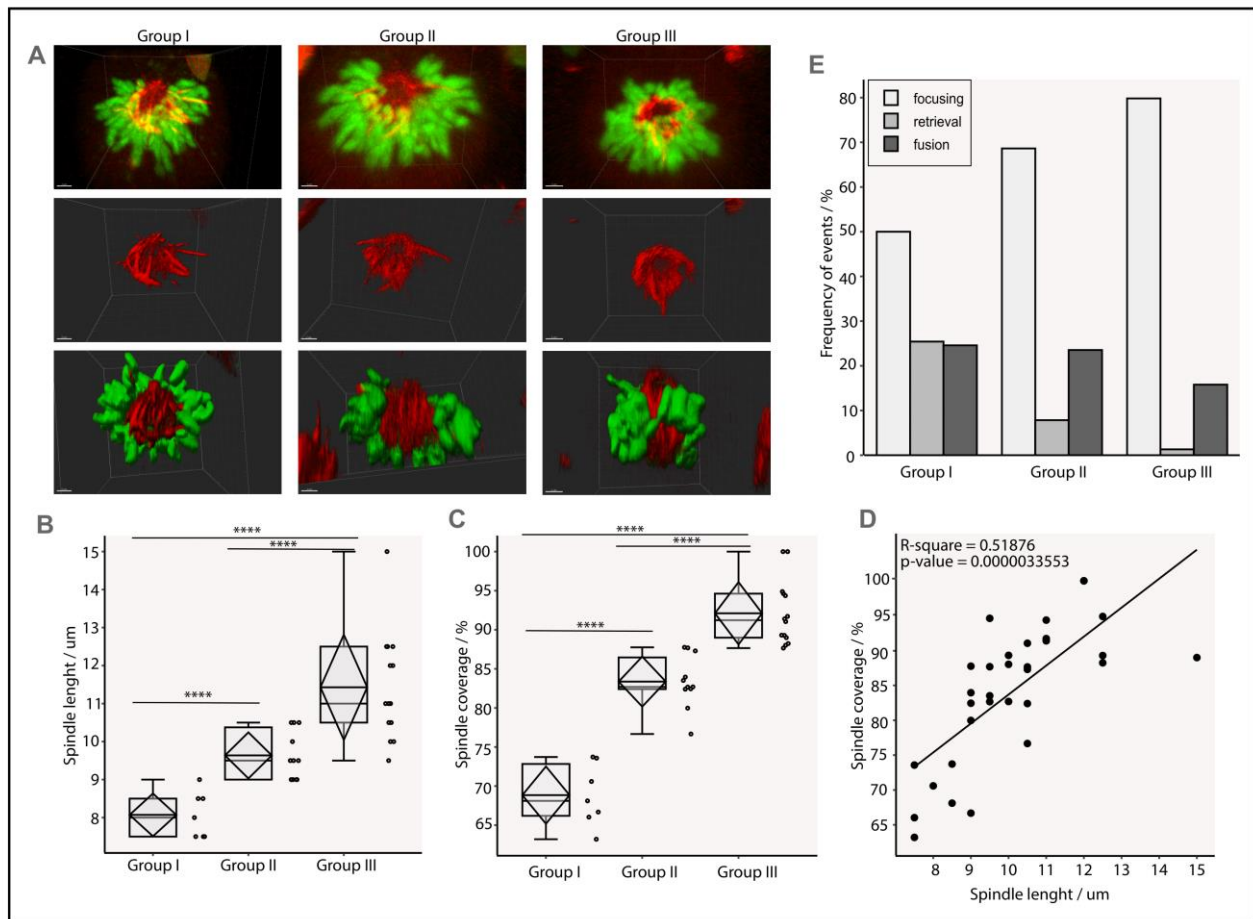 Group I
Group II
Group III
A
E
focusing
retrieval
fusion
Frequency of events / %
80
70
60
50
40
30
20
10
0
Group I
Group II
Group III
B
****
****
****
Spindle lenght / um
15
14
13
12
11
10
9
8
Group I
Group II
Group III
C
****
****
****
Spindle coverage / %
100
95
90
85
80
75
70
65
Group I
Group II
Group III
D
R-square = 0.51876
p-value = 0.0000033553
Spindle coverage / %
100
95
90
85
80
75
70
65
8
9
10
11
12
13
14
15
Spindle lenght / um